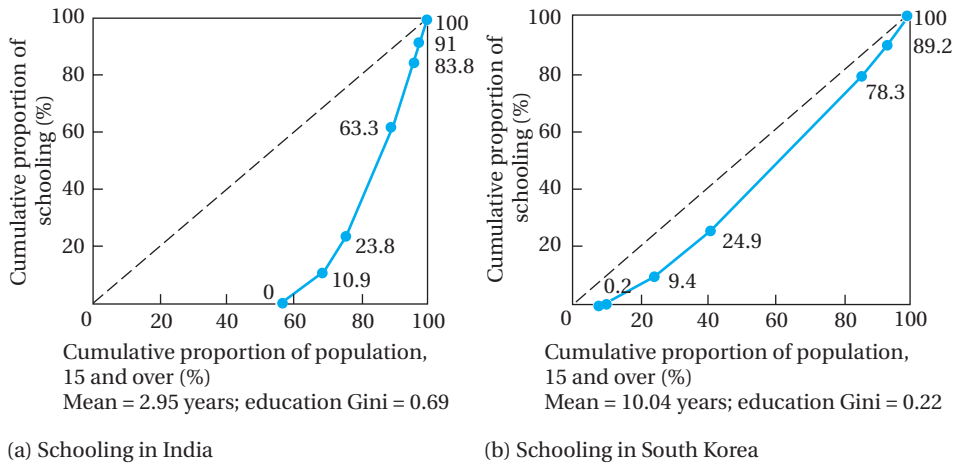 Cumulative proportion of
schooling (%)
100
80
60
40
20
0
20
40
60
80
100
100
91
83.8
63.3
23.8
10.9
0
Cumulative proportion of population,
15 and over (%)
Mean = 2.95 years; education Gini = 0.69
(a) Schooling in India
Cumulative proportion of
schooling (%)
100
80
60
40
20
0
20
40
60
80
100
100
89.2
78.3
24.9
9.4
0.2
Cumulative proportion of population,
15 and over (%)
Mean = 10.04 years; education Gini = 0.22
(b) Schooling in South Korea